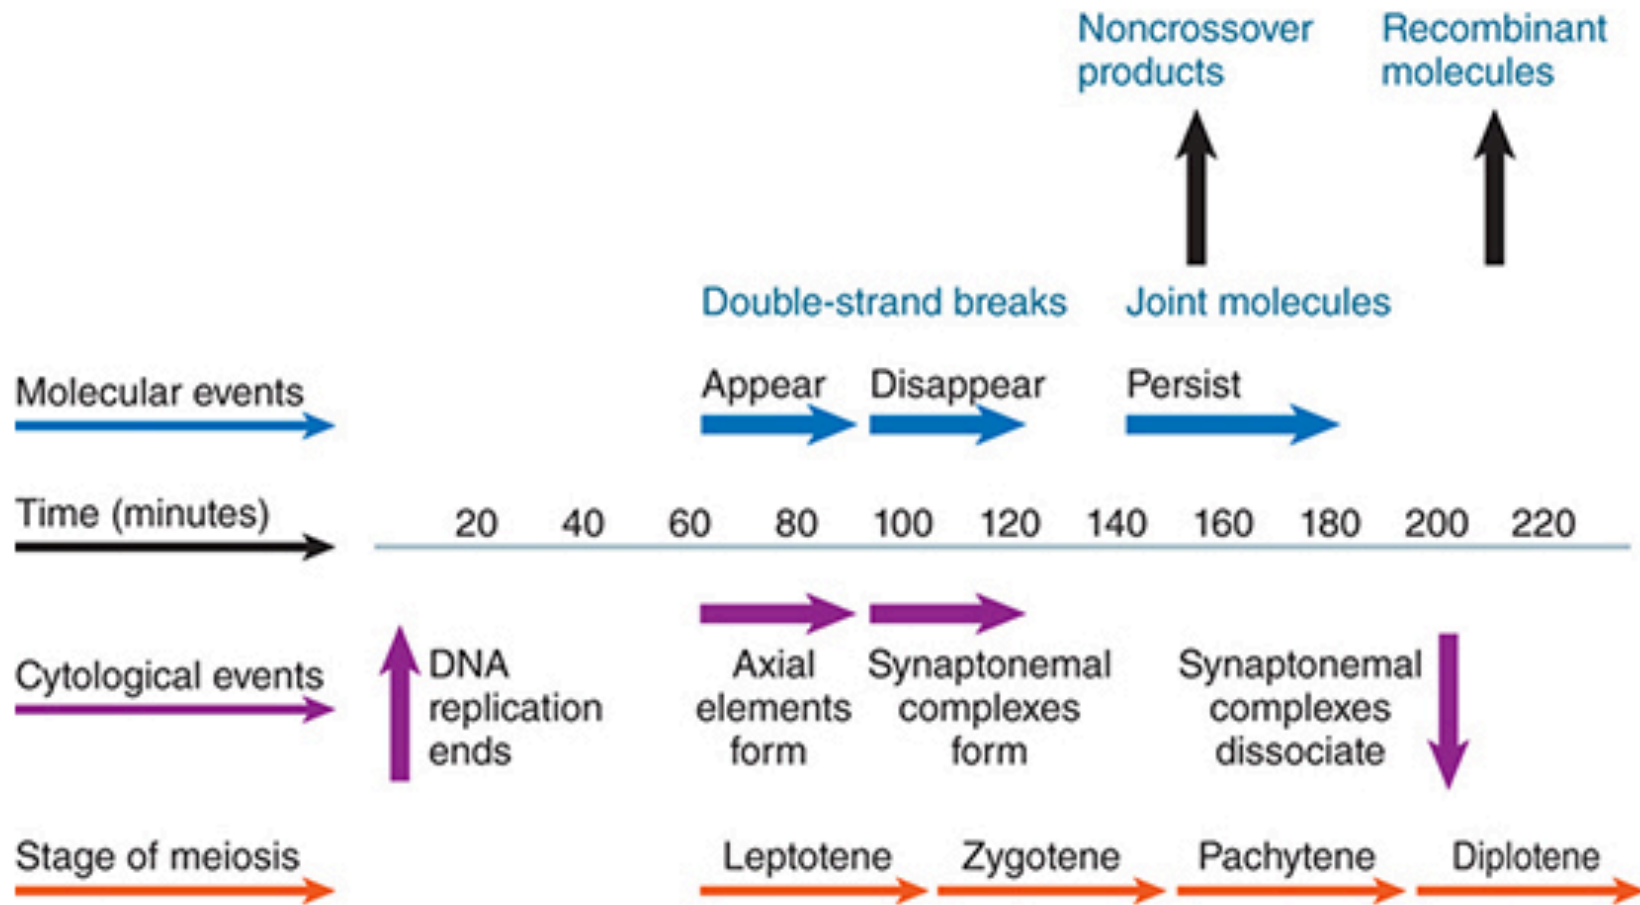 Noncrossover
products
Recombinant
molecules
Double-strand breaks
Joint molecules
Molecular events
Appear
Disappear
Persist
Time (minutes)
20 40 60 80 100 120 140 160 180 200 220
Cytological events
DNA
replication
ends
Axial
elements
form
Synaptonemal
complexes
form
Synaptonemal
complexes
dissociate
Stage of meiosis
Leptotene
Zygotene
Pachytene
Diplotene